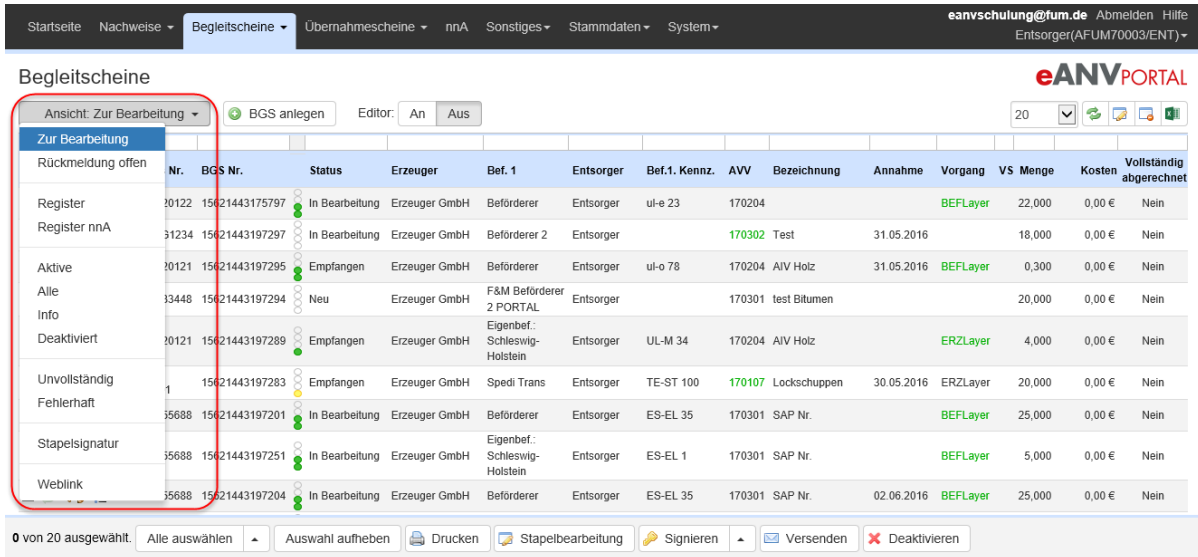 eanvschulung@fum.de Abmelden Hilfe
Startseite Nachweise Begleitscheine Übernahmescheine nnA Sonstiges Stammdaten System
Entsorger(AFUM70003/ENT)
Begleitscheine
eANVPORTAL
Ansicht: Zur Bearbeitung BGS anlegen Editor: An Aus 20
Zur Bearbeitung
Rückmeldung offen
Register
Register nnA
Aktive
Alle
Info
Deaktiviert
Unvollständig
Fehlerhaft
Stapelsignatur
Weblink
Nr. BGS Nr. Status Erzeuger Bef. 1 Entsorger Bef.1. Kennz. AVV Bezeichnung Annahme Vorgang VS Menge Kosten Vollständig abgerechnet
20122 15621443175797 In Bearbeitung Erzeuger GmbH Beförderer Entsorger ul-e 23 170204 BEFLayer 22,000 0,00 € Nein
1234 15621443197297 In Bearbeitung Erzeuger GmbH Beförderer 2 Entsorger 170302 Test 31.05.2016 18,000 0,00 € Nein
20121 15621443197295 Empfangen Erzeuger GmbH Beförderer Entsorger ul-o 78 170204 AIV Holz 31.05.2016 BEFLayer 0,300 0,00 € Nein
3448 15621443197294 Neu Erzeuger GmbH F&M Beförderer 2 PORTAL Entsorger 170301 test Bitumen 20,000 0,00 € Nein
20121 15621443197289 Empfangen Erzeuger GmbH Eigenbef.: Schleswig-Holstein Entsorger UL-M 34 170204 AIV Holz ERZLayer 4,000 0,00 € Nein
1 15621443197283 Empfangen Erzeuger GmbH Spedi Trans Entsorger TE-ST 100 170107 Lockschuppen 30.05.2016 ERZLayer 20,000 0,00 € Nein
55688 15621443197201 In Bearbeitung Erzeuger GmbH Beförderer Entsorger ES-EL 35 170301 SAP Nr. BEFLayer 25,000 0,00 € Nein
55688 15621443197251 In Bearbeitung Erzeuger GmbH Eigenbef.: Schleswig-Holstein Entsorger ES-EL 1 170301 SAP Nr. BEFLayer 5,000 0,00 € Nein
55688 15621443197204 In Bearbeitung Erzeuger GmbH Beförderer Entsorger ES-EL 35 170301 SAP Nr. 02.06.2016 BEFLayer 25,000 0,00 € Nein
0 von 20 ausgewählt. Alle auswählen Auswahl aufheben Drucken Stapelbearbeitung Signieren Versenden Deaktivieren